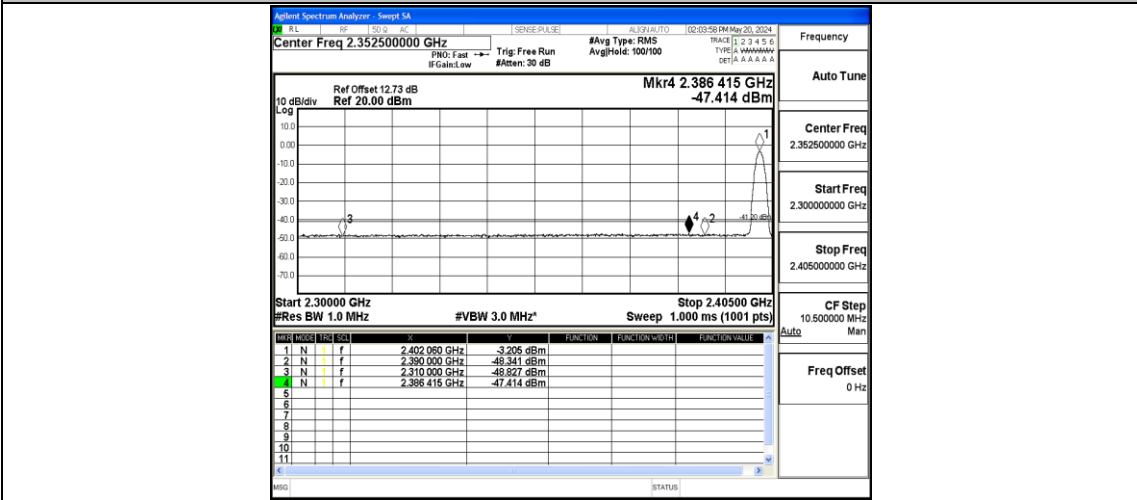 Agilent Spectrum Analyzer - Swept SA
RL RF 50 Ω AC SENSE:PULSE ALIGN AUTO 02:03:58 PM May 20, 2024
Center Freq 2.352500000 GHz #Avg Type: RMS TRACE 1 2 3 4 5 6 Frequency
PNO: Fast Trig: Free Run Avg|Hold: 100/100 TYPE A
IFGain:Low #Atten: 30 dB DET A A A A A A
Auto Tune
Mkr4 2.386 415 GHz
Ref Offset 12.73 dB
10 dB/div Ref 20.00 dBm -47.414 dBm
Log
10.0
0.00
-10.0
-20.0
-30.0
-40.0
-50.0
-60.0
-70.0
1
3
4
2
-41.20 dBm
Center Freq
2.352500000 GHz
Start Freq
2.300000000 GHz
Stop Freq
2.405000000 GHz
Start 2.30000 GHz Stop 2.40500 GHz
#Res BW 1.0 MHz #VBW 3.0 MHz* Sweep 1.000 ms (1001 pts)
CF Step
10.500000 MHz
Auto Man
MKR MODE TRC SCL X Y FUNCTION FUNCTION WIDTH FUNCTION VALUE
1 N 1 f 2.402 060 GHz -3.205 dBm
2 N 1 f 2.390 000 GHz -48.341 dBm
3 N 1 f 2.310 000 GHz -48.827 dBm
4 N 1 f 2.386 415 GHz -47.414 dBm
5
6
7
8
9
10
11
Freq Offset
0 Hz
MSG STATUS